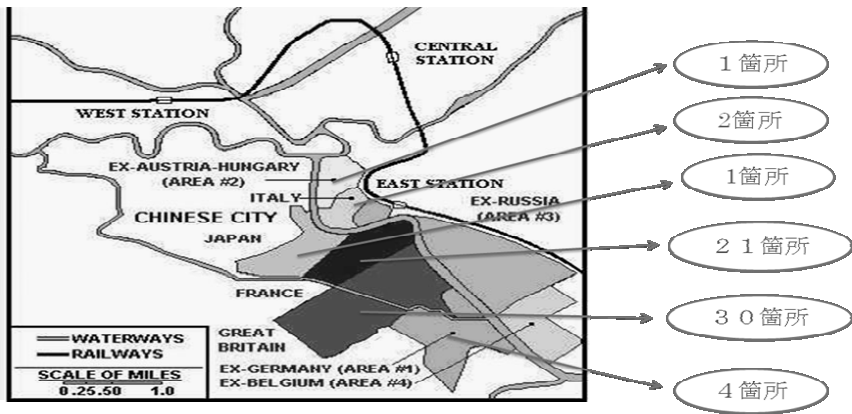 CENTRAL
STATION
WEST STATION
EX-AUSTRIA-HUNGARY
(AREA #2)
EAST STATION
ITALY
EX-RUSSIA
(AREA #3)
CHINESE CITY
JAPAN
FRANCE
GREAT
BRITAIN
EX-GERMANY (AREA #1)
EX-BELGIUM (AREA #4)
WATERWAYS
RAILWAYS
SCALE OF MILES
0 .25.50 1.0
1箇所
2箇所
1箇所
21箇所
30箇所
4箇所